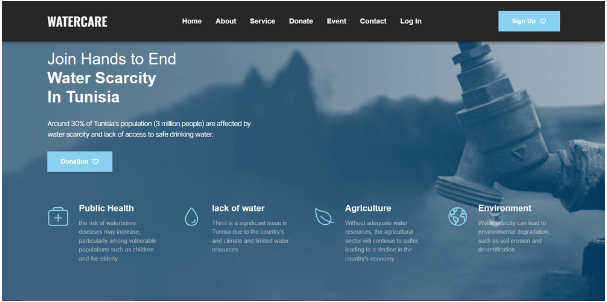 WATERCARE
Home About Service Donate Event Contact Log In
Sign Up
Join Hands to End
Water Scarcity
In Tunisia
Around 30% of Tunisia's population (3 million people) are affected by
water scarcity and lack of access to safe drinking water.
Donation
Public Health
the risk of waterborne
diseases may increase,
particularly among vulnerable
populations such as children
and the elderly
lack of water
Thirst is a significant issue in
Tunisia due to the country's
arid climate and limited water
resources.
Agriculture
Without adequate water
resources, the agricultural
sector will continue to suffer,
leading to a decline in the
country's economy
Environment
Water scarcity can lead to
environmental degradation,
such as soil erosion and
desertification.